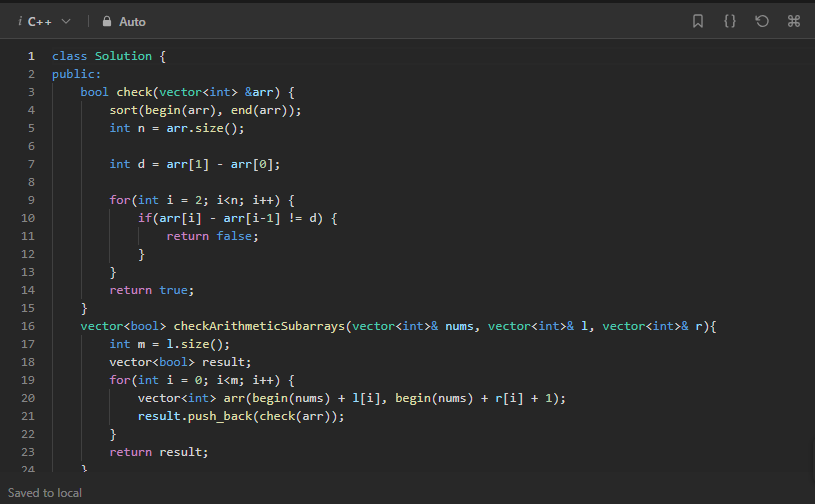 i C++ Auto
1 class Solution {
2 public:
3     bool check(vector<int> &arr) {
4         sort(begin(arr), end(arr));
5         int n = arr.size();
6
7         int d = arr[1] - arr[0];
8
9         for(int i = 2; i<n; i++) {
10             if(arr[i] - arr[i-1] != d) {
11                 return false;
12             }
13         }
14         return true;
15     }
16     vector<bool> checkArithmeticSubarrays(vector<int>& nums, vector<int>& l, vector<int>& r){
17         int m = l.size();
18         vector<bool> result;
19         for(int i = 0; i<m; i++) {
20             vector<int> arr(begin(nums) + l[i], begin(nums) + r[i] + 1);
21             result.push_back(check(arr));
22         }
23         return result;
24     }
Saved to local